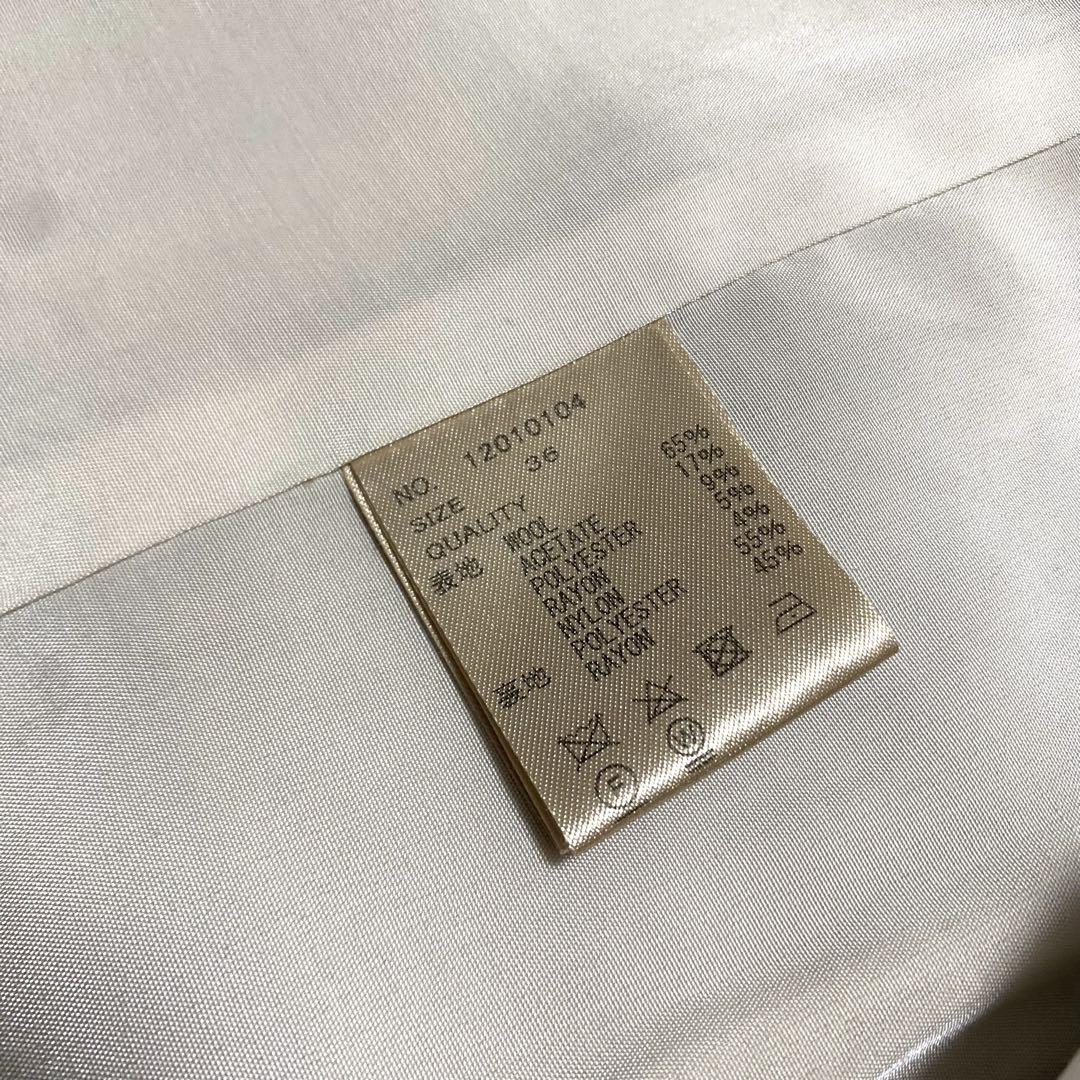 NO. 12010104
SIZE 36
QUALITY
表地 WOOL 65%
ACETATE 17%
POLYESTER 9%
RAYON 5%
NYLON 4%
裏地 POLYESTER 55%
RAYON 45%
F W